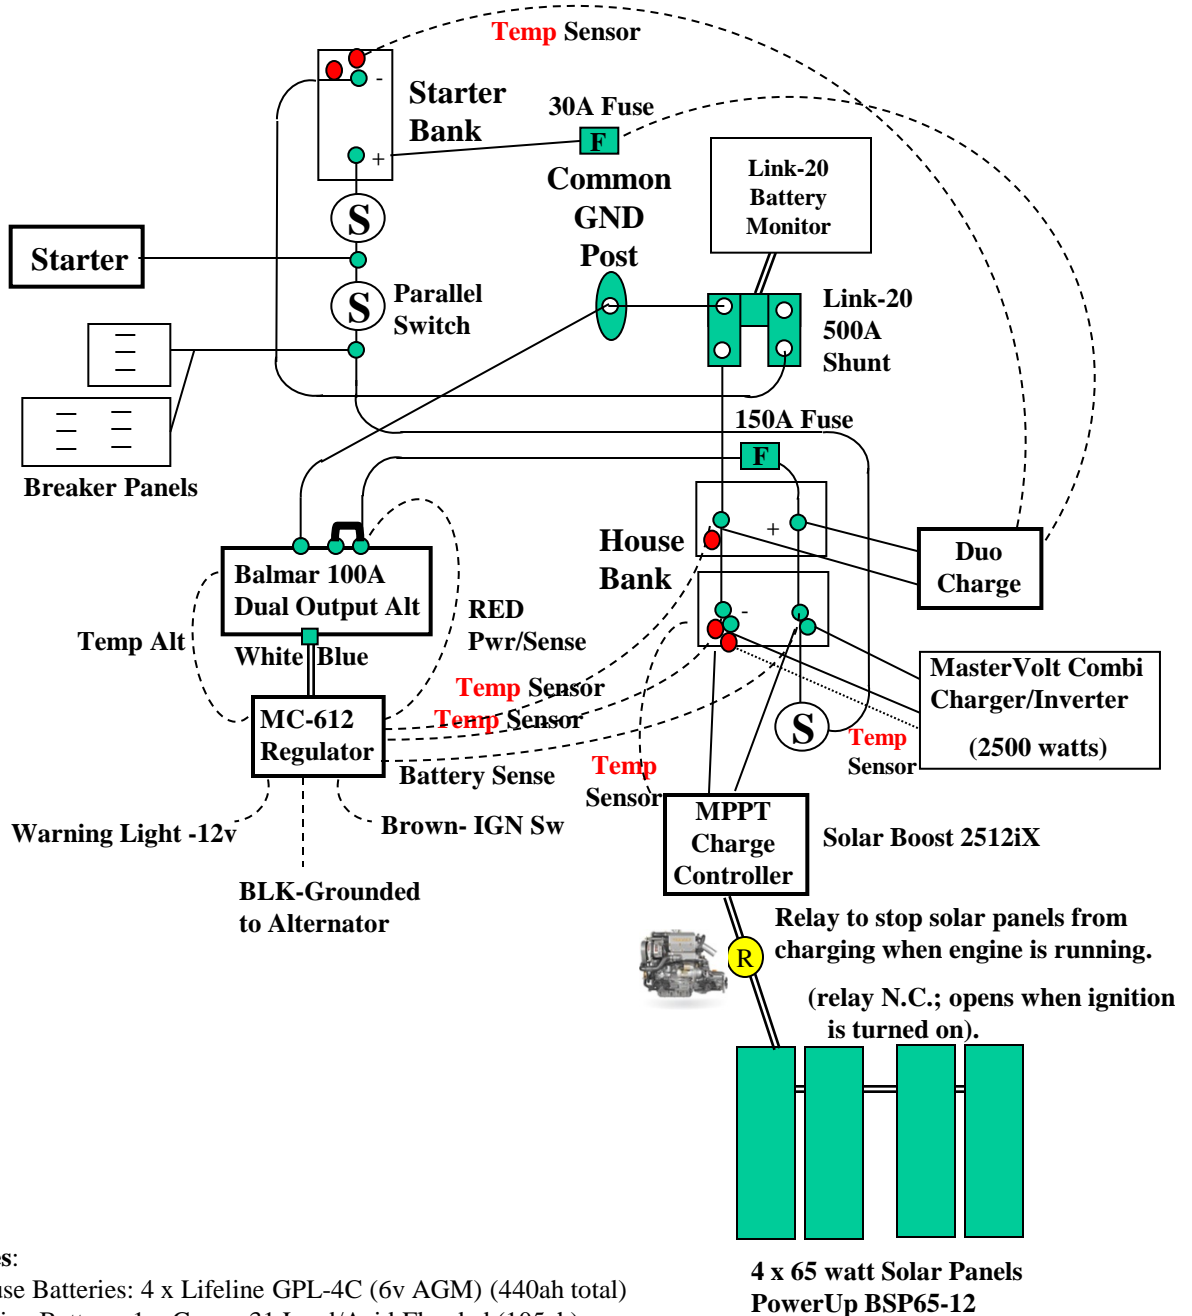 Temp Sensor
Starter
Bank
-
+
30A Fuse
F
Common
GND
Post
Link-20
Battery
Monitor
S
Starter
S
Parallel
Switch
Link-20
500A
Shunt
150A Fuse
F
Breaker Panels
House
Bank
+
-
Duo
Charge
Balmar 100A
Dual Output Alt
RED
Pwr/Sense
Temp Alt
White
Blue
Temp Sensor
Temp Sensor
MC-612
Regulator
Battery Sense
MasterVolt Combi
Charger/Inverter
(2500 watts)
S
Temp
Sensor
Temp
Sensor
Warning Light -12v
Brown- IGN Sw
BLK-Grounded
to Alternator
MPPT
Charge
Controller
Solar Boost 2512iX
R
Relay to stop solar panels from
charging when engine is running.
(relay N.C.; opens when ignition
is turned on).
es:
use Batteries: 4 x Lifeline GPL-4C (6v AGM) (440ah total)
4 x 65 watt Solar Panels
PowerUp BSP65-12